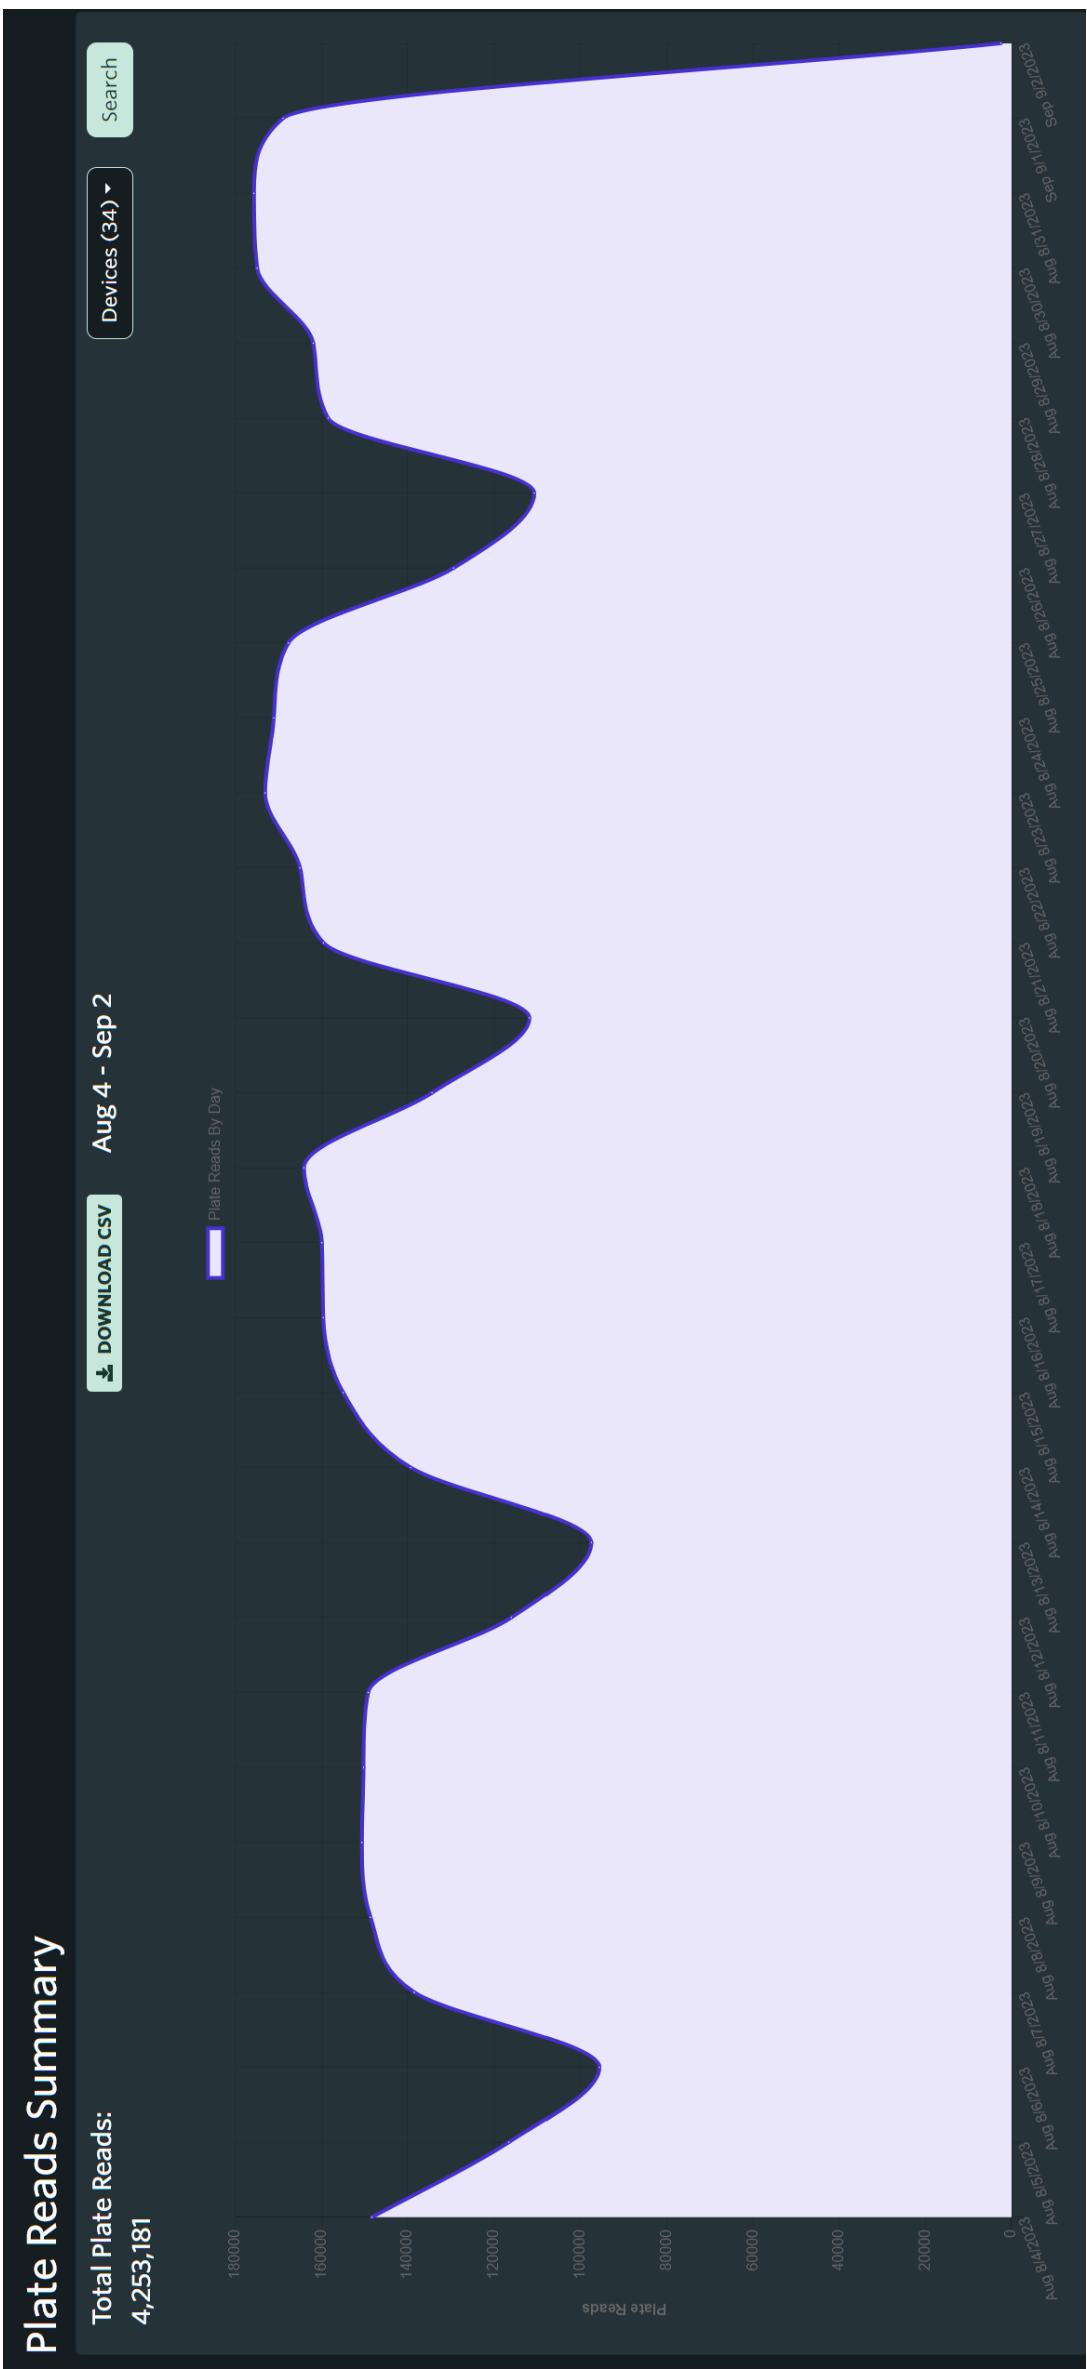 Plate Reads Summary
Total Plate Reads:
4,253,181
DOWNLOAD CSV
Aug 4 - Sep 2
Devices (34)
Search
Plate Reads By Day
Plate Reads
180000
160000
140000
120000
100000
80000
60000
40000
20000
0
Aug 8/4/2023
Aug 8/5/2023
Aug 8/6/2023
Aug 8/7/2023
Aug 8/8/2023
Aug 8/9/2023
Aug 8/10/2023
Aug 8/11/2023
Aug 8/12/2023
Aug 8/13/2023
Aug 8/14/2023
Aug 8/15/2023
Aug 8/16/2023
Aug 8/17/2023
Aug 8/18/2023
Aug 8/19/2023
Aug 8/20/2023
Aug 8/21/2023
Aug 8/22/2023
Aug 8/23/2023
Aug 8/24/2023
Aug 8/25/2023
Aug 8/26/2023
Aug 8/27/2023
Aug 8/28/2023
Aug 8/29/2023
Aug 8/30/2023
Aug 8/31/2023
Sep 9/1/2023
Sep 9/2/2023